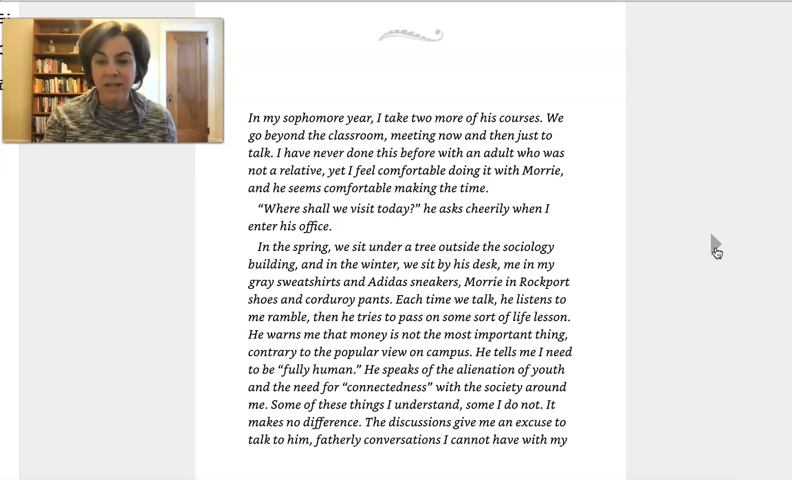 In my sophomore year, I take two more of his courses. We
go beyond the classroom, meeting now and then just to
talk. I have never done this before with an adult who was
not a relative, yet I feel comfortable doing it with Morrie,
and he seems comfortable making the time.
“Where shall we visit today?” he asks cheerily when I
enter his office.
In the spring, we sit under a tree outside the sociology
building, and in the winter, we sit by his desk, me in my
gray sweatshirts and Adidas sneakers, Morrie in Rockport
shoes and corduroy pants. Each time we talk, he listens to
me ramble, then he tries to pass on some sort of life lesson.
He warns me that money is not the most important thing,
contrary to the popular view on campus. He tells me I need
to be “fully human.” He speaks of the alienation of youth
and the need for “connectedness” with the society around
me. Some of these things I understand, some I do not. It
makes no difference. The discussions give me an excuse to
talk to him, fatherly conversations I cannot have with my